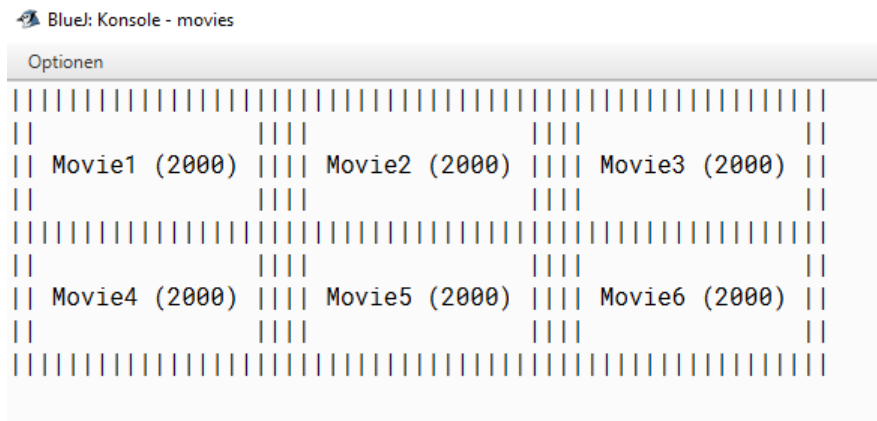 BlueJ: Konsole - movies
Optionen
|||||||||||||||||||||||||||||||||||||||||||||||||||||||||
||               ||||               ||||               ||
|| Movie1 (2000) |||| Movie2 (2000) |||| Movie3 (2000) ||
||               ||||               ||||               ||
|||||||||||||||||||||||||||||||||||||||||||||||||||||||||
||               ||||               ||||               ||
|| Movie4 (2000) |||| Movie5 (2000) |||| Movie6 (2000) ||
||               ||||               ||||               ||
|||||||||||||||||||||||||||||||||||||||||||||||||||||||||